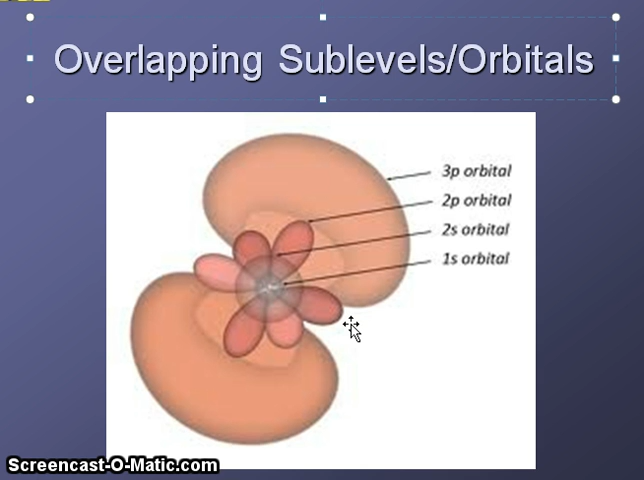 Overlapping Sublevels/Orbitals
3p orbital
2p orbital
2s orbital
1s orbital
Screencast-O-Matic.com